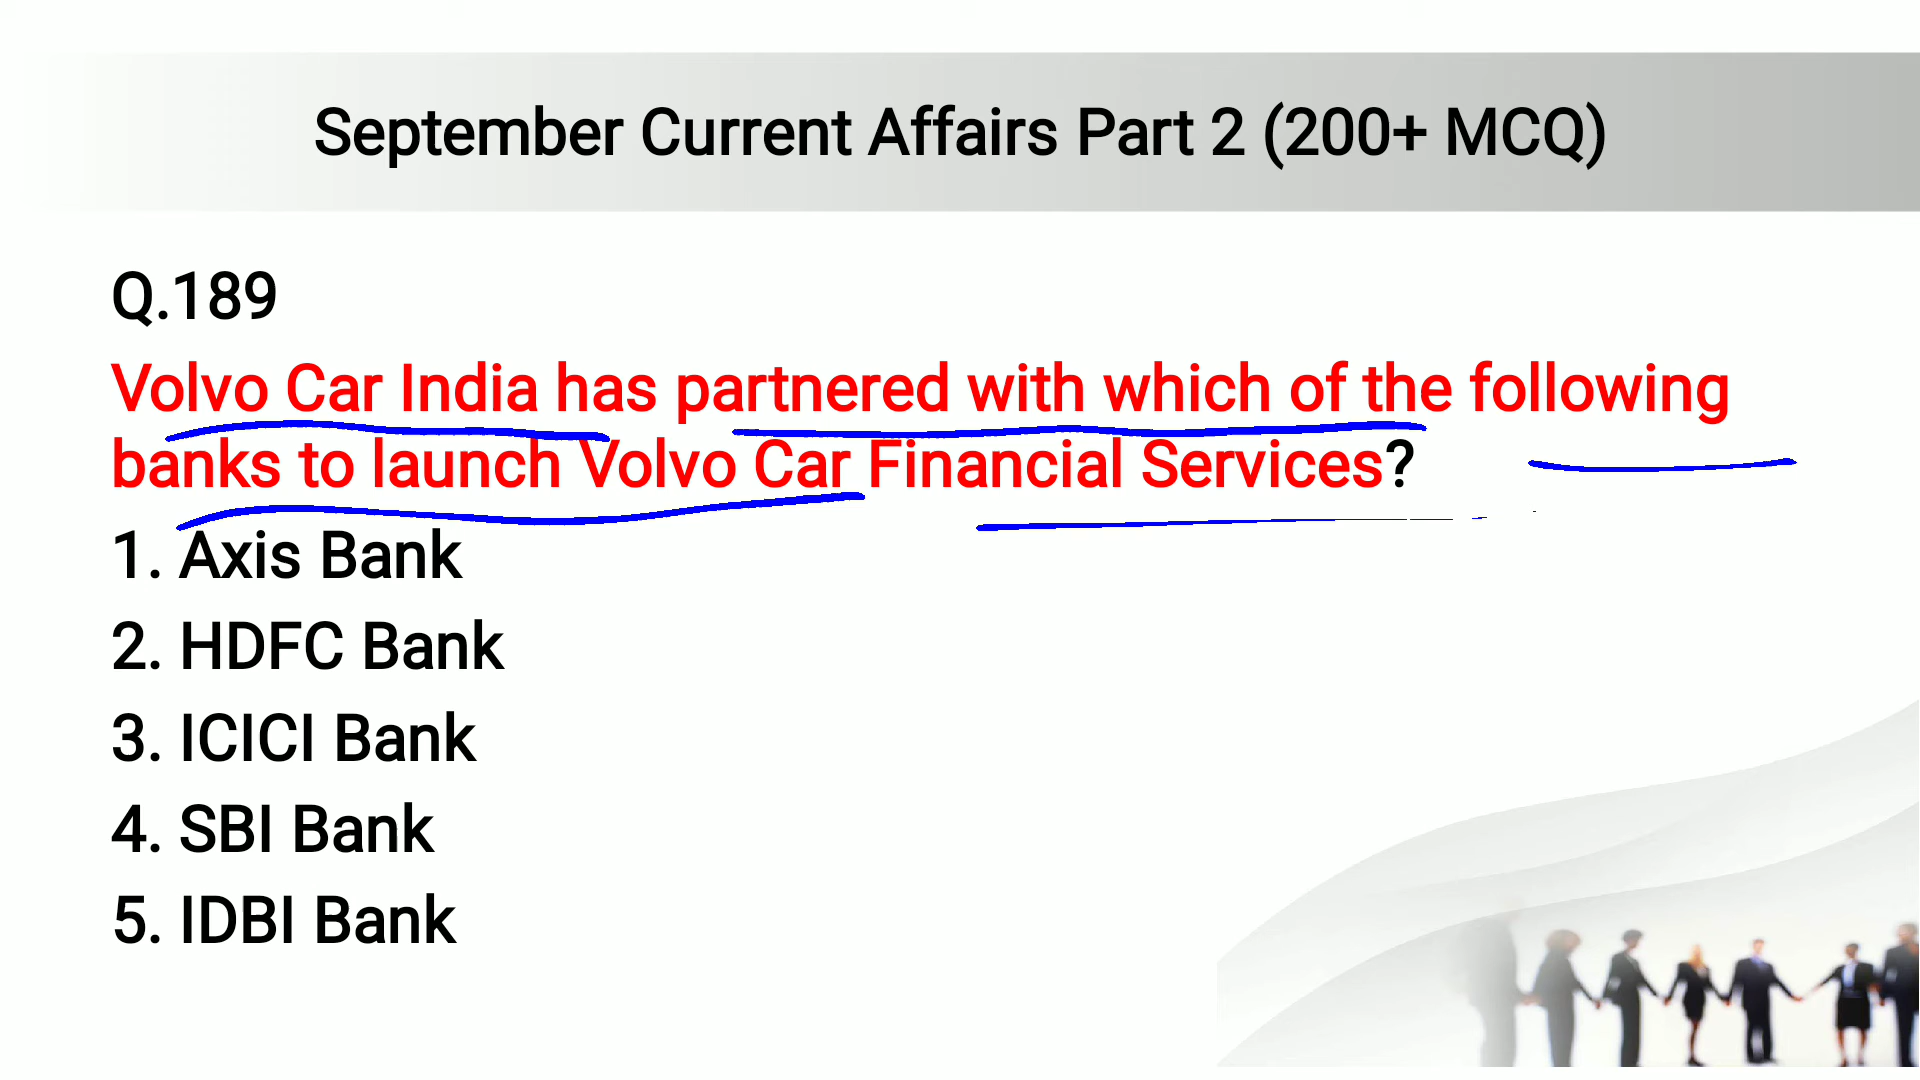 September Current Affairs Part 2 (200+ MCQ)
Q.189
Volvo Car India has partnered with which of the following
banks to launch Volvo Car Financial Services?
1. Axis Bank
2. HDFC Bank
3. ICICI Bank
4. SBI Bank
5. IDBI Bank